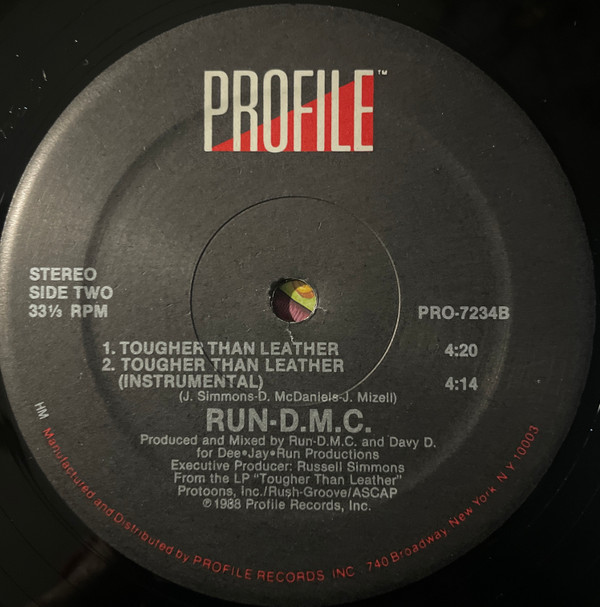 PROFILE™
STEREO
SIDE TWO
33⅓ RPM
PRO-7234B
1. TOUGHER THAN LEATHER 4:20
2. TOUGHER THAN LEATHER
(INSTRUMENTAL) 4:14
(J. Simmons-D. McDaniels-J. Mizell)
RUN-D.M.C.
Produced and Mixed by Run-D.M.C. and Davy D.
for Dee•Jay•Run Productions
Executive Producer: Russell Simmons
From the LP "Tougher Than Leather"
Protoons, Inc./Rush-Groove/ASCAP
℗1988 Profile Records, Inc.
HM
Manufactured and Distributed by PROFILE RECORDS INC 740 Broadway New York N Y 10003